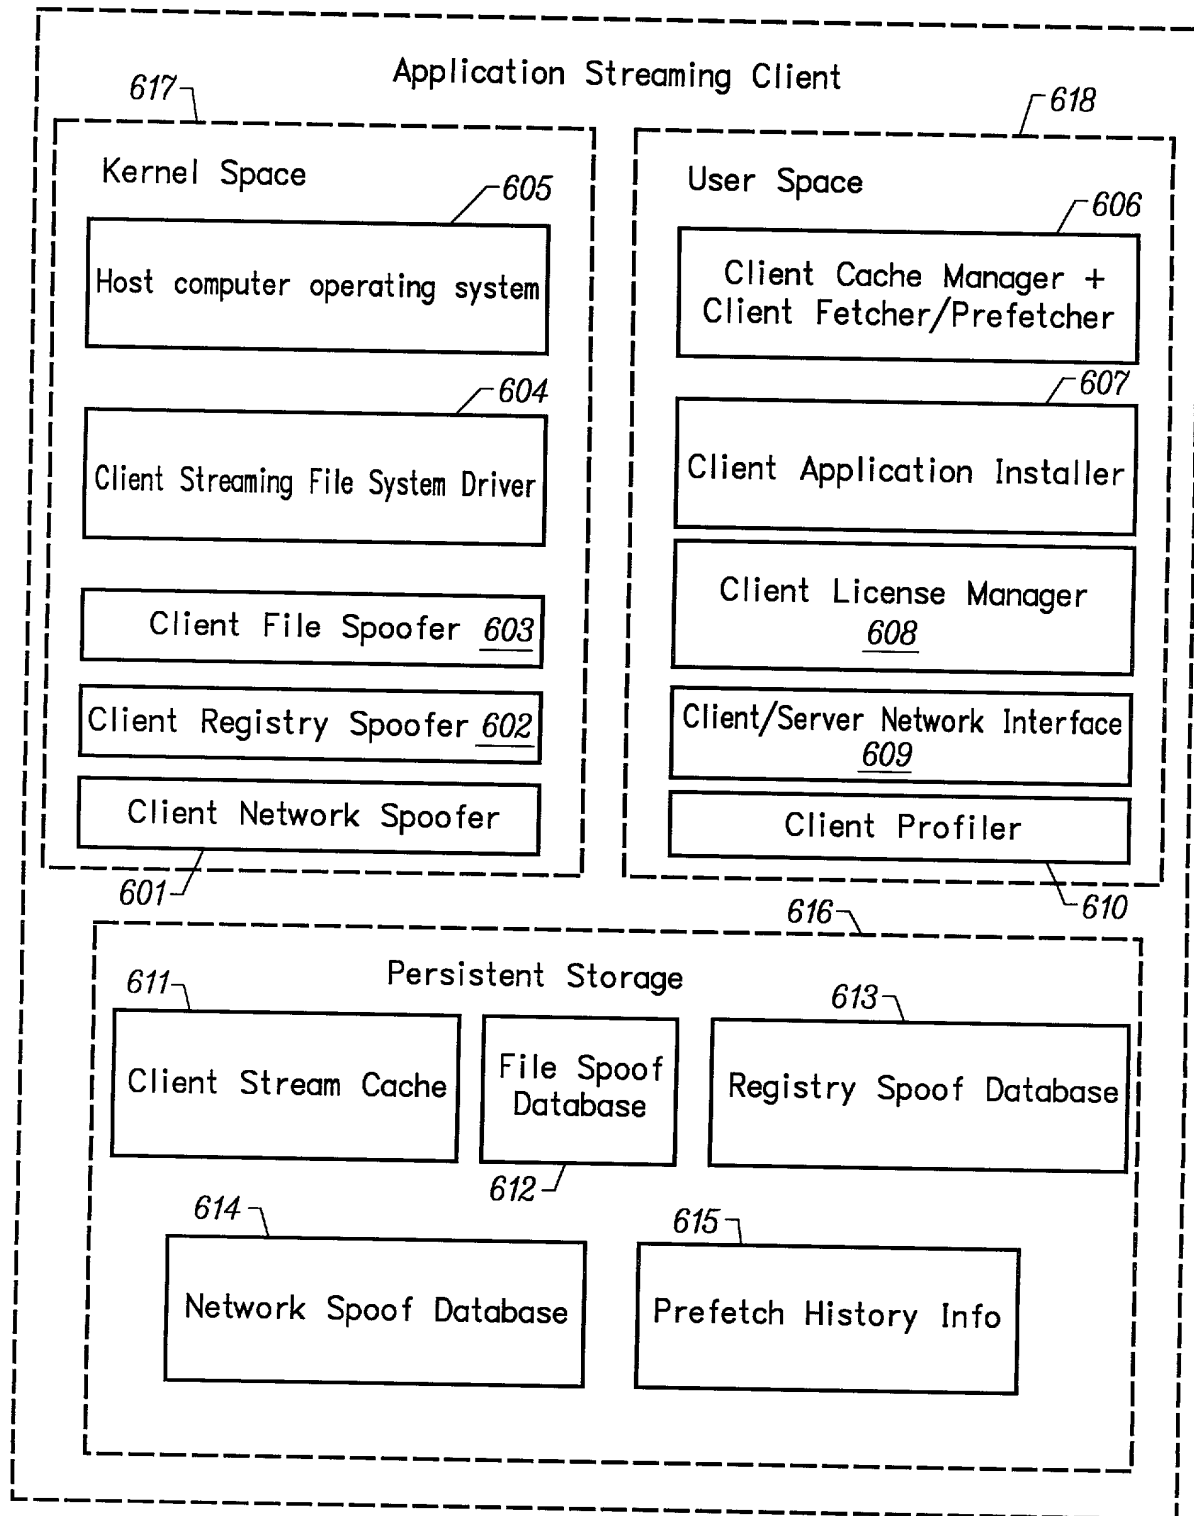 Application Streaming Client
617
618
Kernel Space
605
Host computer operating system
604
Client Streaming File System Driver
Client File Spoofer 603
Client Registry Spoofer 602
Client Network Spoofer
601
User Space
606
Client Cache Manager +
Client Fetcher/Prefetcher
607
Client Application Installer
Client License Manager
608
Client/Server Network Interface
609
Client Profiler
610
616
Persistent Storage
611
Client Stream Cache
File Spoof
Database
612
613
Registry Spoof Database
614
Network Spoof Database
615
Prefetch History Info